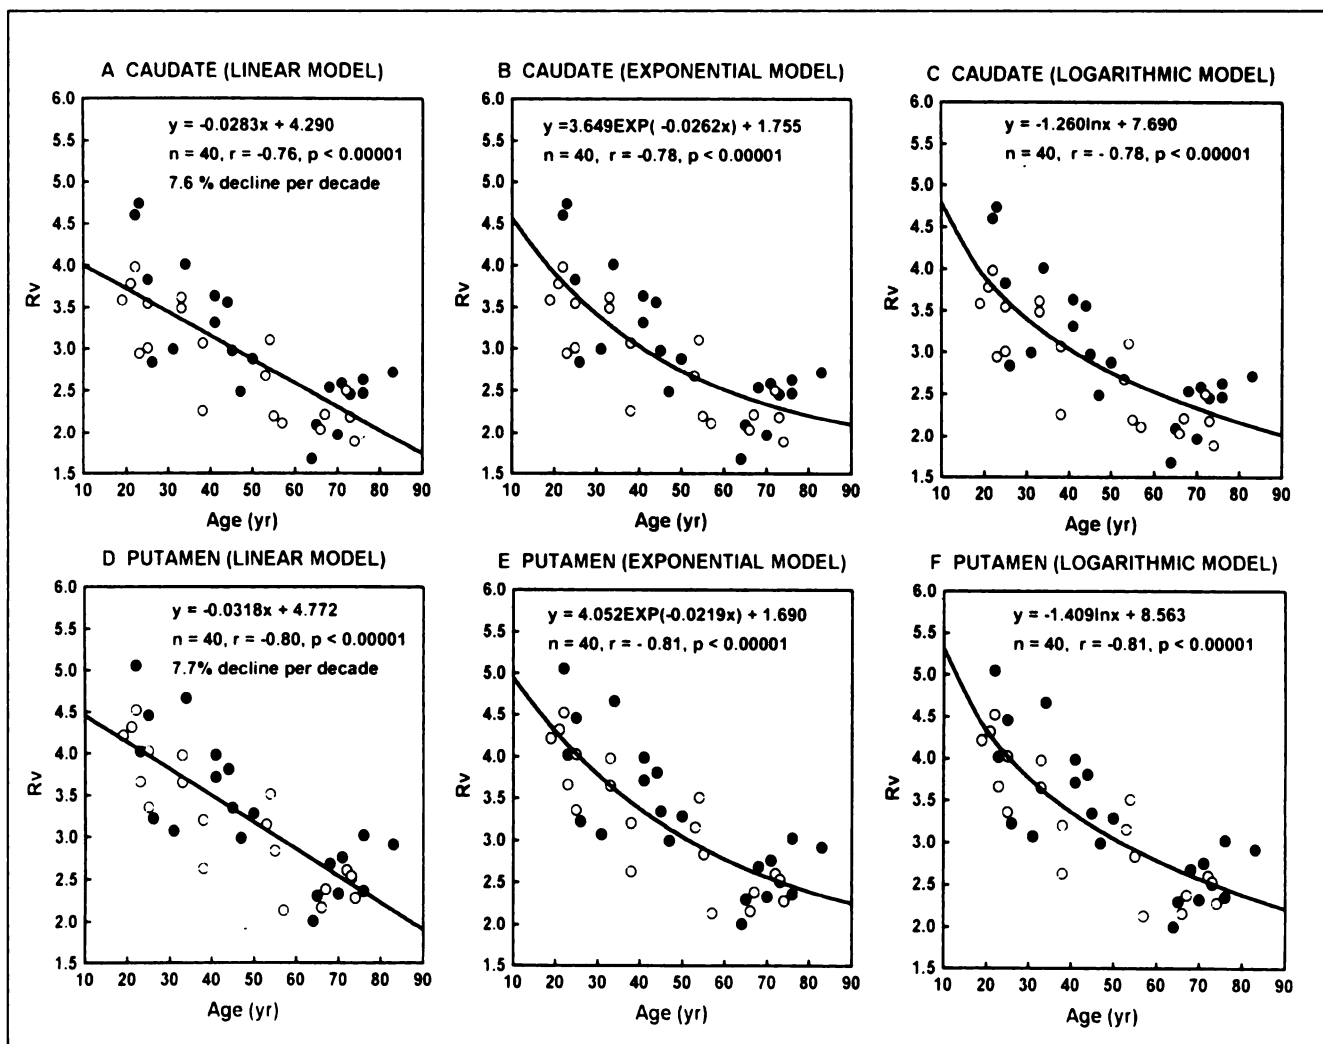 A CAUDATE (LINEAR MODEL)
6.0
5.5
5.0
4.5
4.0
3.5
3.0
2.5
2.0
1.5
Rv
y = -0.0283x + 4.290
n = 40, r = -0.76, p < 0.00001
7.6 % decline per decade
10 20 30 40 50 60 70 80 90
Age (yr)
B CAUDATE (EXPONENTIAL MODEL)
6.0
5.5
5.0
4.5
4.0
3.5
3.0
2.5
2.0
1.5
Rv
y =3.649EXP( -0.0262x) + 1.755
n = 40, r = -0.78, p < 0.00001
10 20 30 40 50 60 70 80 90
Age (yr)
C CAUDATE (LOGARITHMIC MODEL)
6.0
5.5
5.0
4.5
4.0
3.5
3.0
2.5
2.0
1.5
Rv
y = -1.260lnx + 7.690
n = 40, r = - 0.78, p < 0.00001
10 20 30 40 50 60 70 80 90
Age (yr)
D PUTAMEN (LINEAR MODEL)
6.0
5.5
5.0
4.5
4.0
3.5
3.0
2.5
2.0
1.5
Rv
y = -0.0318x + 4.772
n = 40, r = -0.80, p < 0.00001
7.7% decline per decade
10 20 30 40 50 60 70 80 90
Age (yr)
E PUTAMEN (EXPONENTIAL MODEL)
6.0
5.5
5.0
4.5
4.0
3.5
3.0
2.5
2.0
1.5
Rv
y = 4.052EXP(-0.0219x) + 1.690
n = 40, r = - 0.81, p < 0.00001
10 20 30 40 50 60 70 80 90
Age (yr)
F PUTAMEN (LOGARITHMIC MODEL)
6.0
5.5
5.0
4.5
4.0
3.5
3.0
2.5
2.0
1.5
Rv
y = -1.409lnx + 8.563
n = 40, r = -0.81, p < 0.00001
10 20 30 40 50 60 70 80 90
Age (yr)